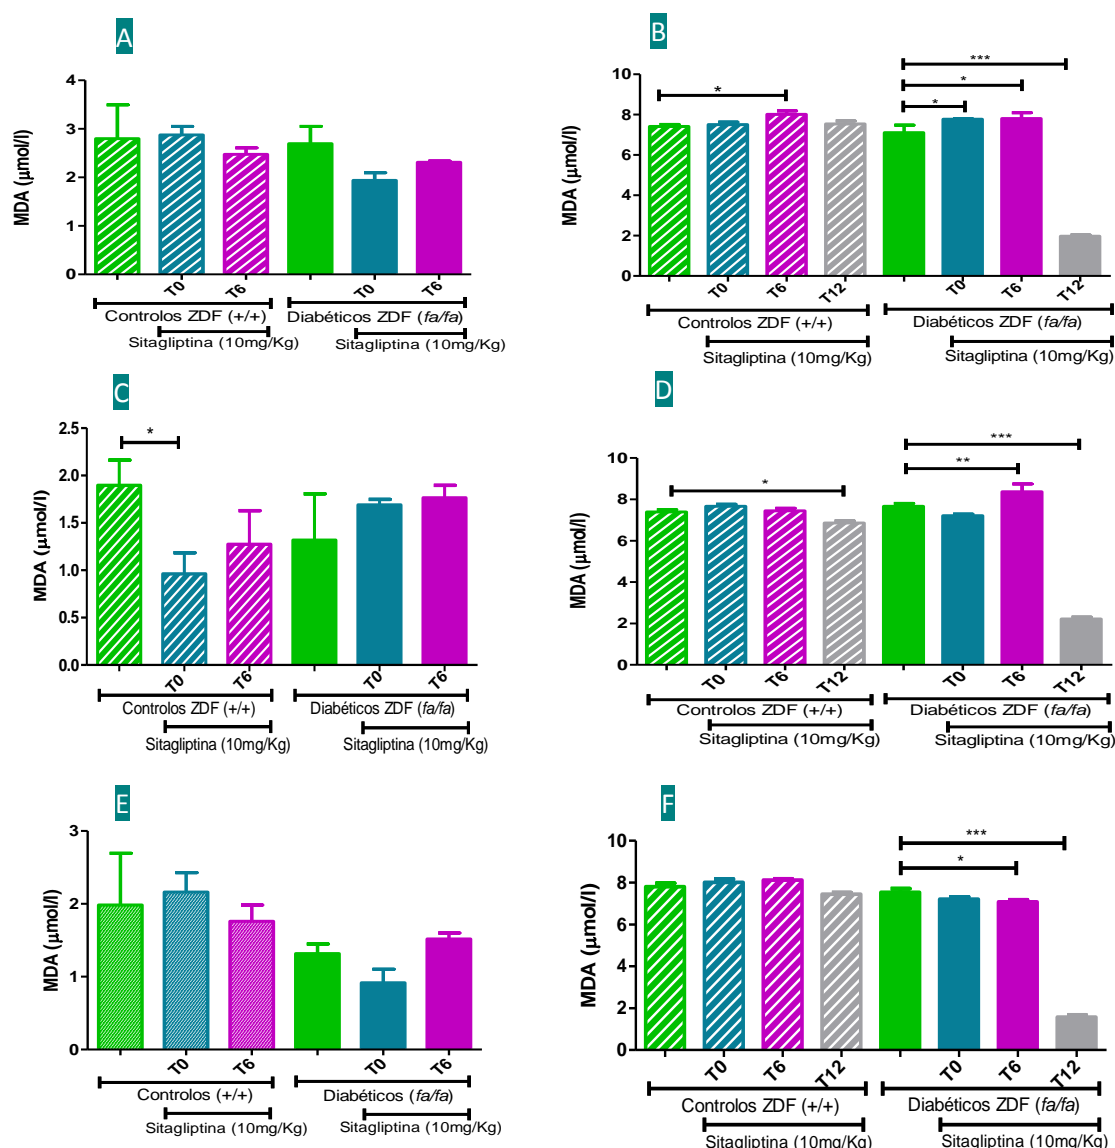 A
MDA (µmol/l)
4
3
2
1
0
T0
T6
T0
T6
Controlos ZDF (+/+)
Diabéticos ZDF (fa/fa)
Sitagliptina (10mg/Kg)
Sitagliptina (10mg/Kg)
B
MDA (µmol/l)
10
8
6
4
2
0
*
***
*
*
T0
T6
T12
T0
T6
T12
Controlos ZDF (+/+)
Diabéticos ZDF (fa/fa)
Sitagliptina (10mg/Kg)
Sitagliptina (10mg/Kg)
C
MDA (µmol/l)
2.5
2.0
1.5
1.0
0.5
0.0
*
T0
T6
T0
T6
Controlos ZDF (+/+)
Diabéticos ZDF (fa/fa)
Sitagliptina (10mg/Kg)
Sitagliptina (10mg/Kg)
D
MDA (µmol/l)
10
8
6
4
2
0
*
***
**
T0
T6
T12
T0
T6
T12
Controlos ZDF (+/+)
Diabéticos ZDF (fa/fa)
Sitagliptina (10mg/Kg)
Sitagliptina (10mg/Kg)
E
MDA (µmol/l)
3
2
1
0
T0
T6
T0
T6
Controlos (+/+)
Diabéticos (fa/fa)
Sitagliptina (10mg/Kg)
Sitagliptina (10mg/Kg)
F
MDA (µmol/l)
10
8
6
4
2
0
***
*
T0
T6
T12
T0
T6
T12
Controlos ZDF (+/+)
Diabéticos ZDF (fa/fa)
Sitagliptina (10mg/Kg)
Sitagliptina (10mg/Kg)